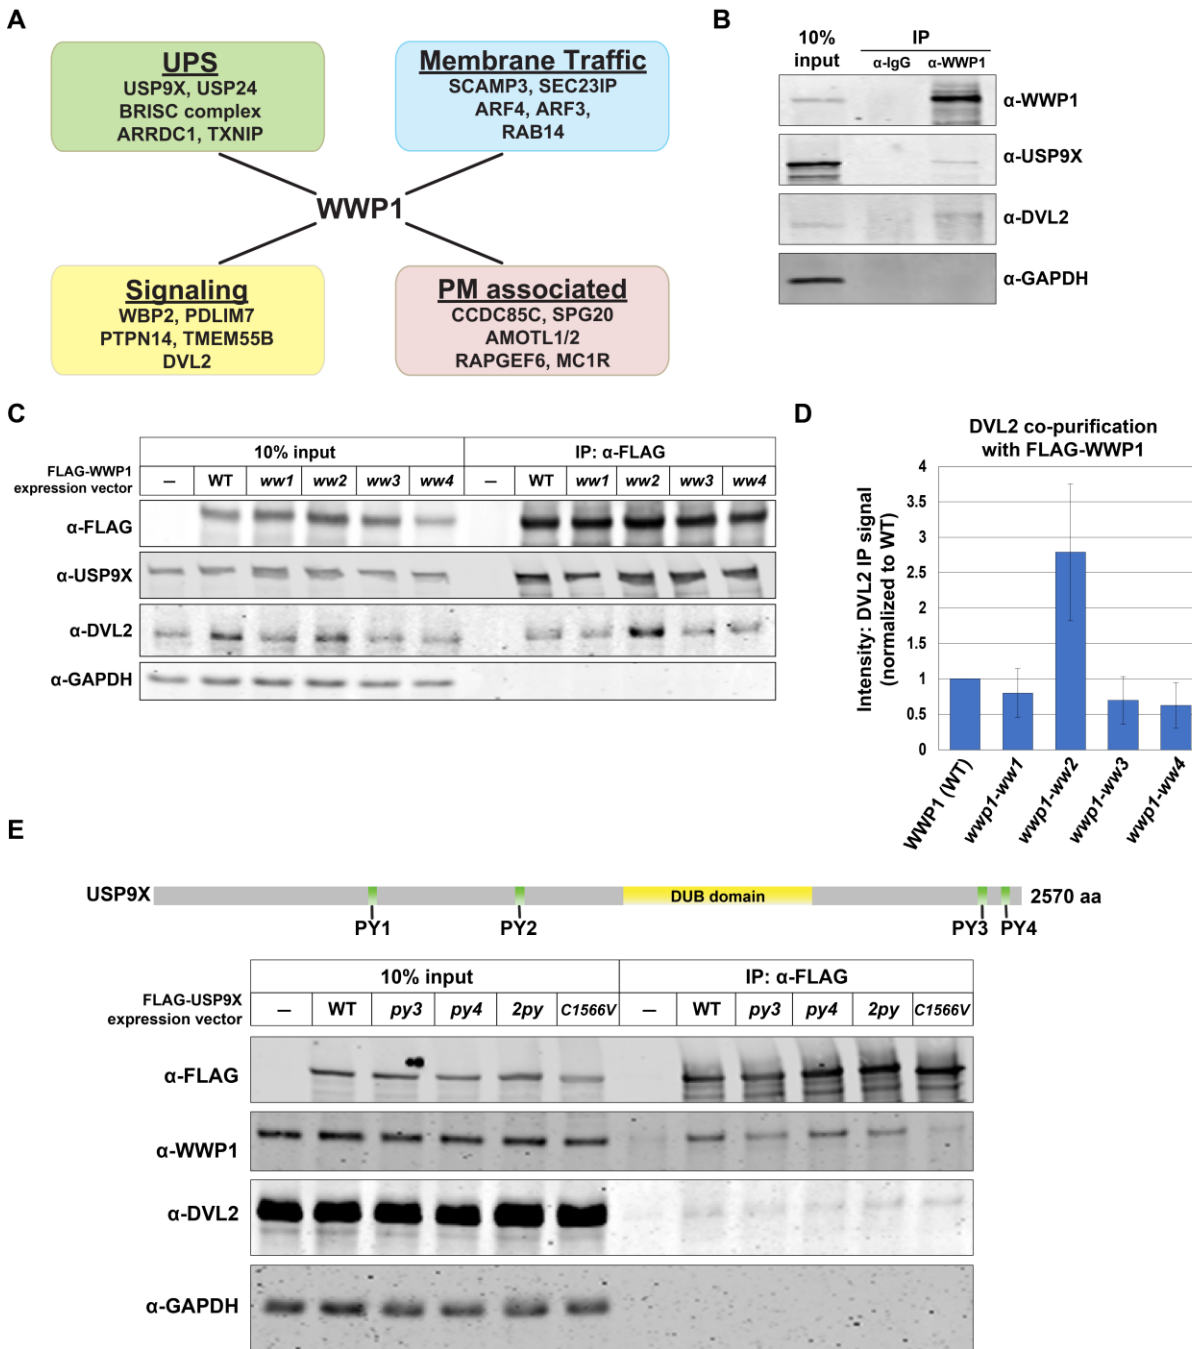 A
UPS
USP9X, USP24
BRISC complex
ARRDC1, TXNIP
Membrane Traffic
SCAMP3, SEC23IP
ARF4, ARF3,
RAB14
WWP1
Signaling
WBP2, PDLIM7
PTPN14, TMEM55B
DVL2
PM associated
CCDC85C, SPG20
AMOTL1/2
RAPGEF6, MC1R
B
10%
input
IP
α-IgG α-WWP1
α-WWP1
α-USP9X
α-DVL2
α-GAPDH
C
10% input IP: α-FLAG
FLAG-WWP1
expression vector
– WT ww1 ww2 ww3 ww4 – WT ww1 ww2 ww3 ww4
α-FLAG
α-USP9X
α-DVL2
α-GAPDH
D
DVL2 co-purification
with FLAG-WWP1
Intensity: DVL2 IP signal
(normalized to WT)
4
3.5
3
2.5
2
1.5
1
0.5
0
WWP1 (WT)
wwp1-ww1
wwp1-ww2
wwp1-ww3
wwp1-ww4
E
USP9X
DUB domain
2570 aa
PY1 PY2 PY3 PY4
10% input IP: α-FLAG
FLAG-USP9X
expression vector
– WT py3 py4 2py C1566V – WT py3 py4 2py C1566V
α-FLAG
α-WWP1
α-DVL2
α-GAPDH